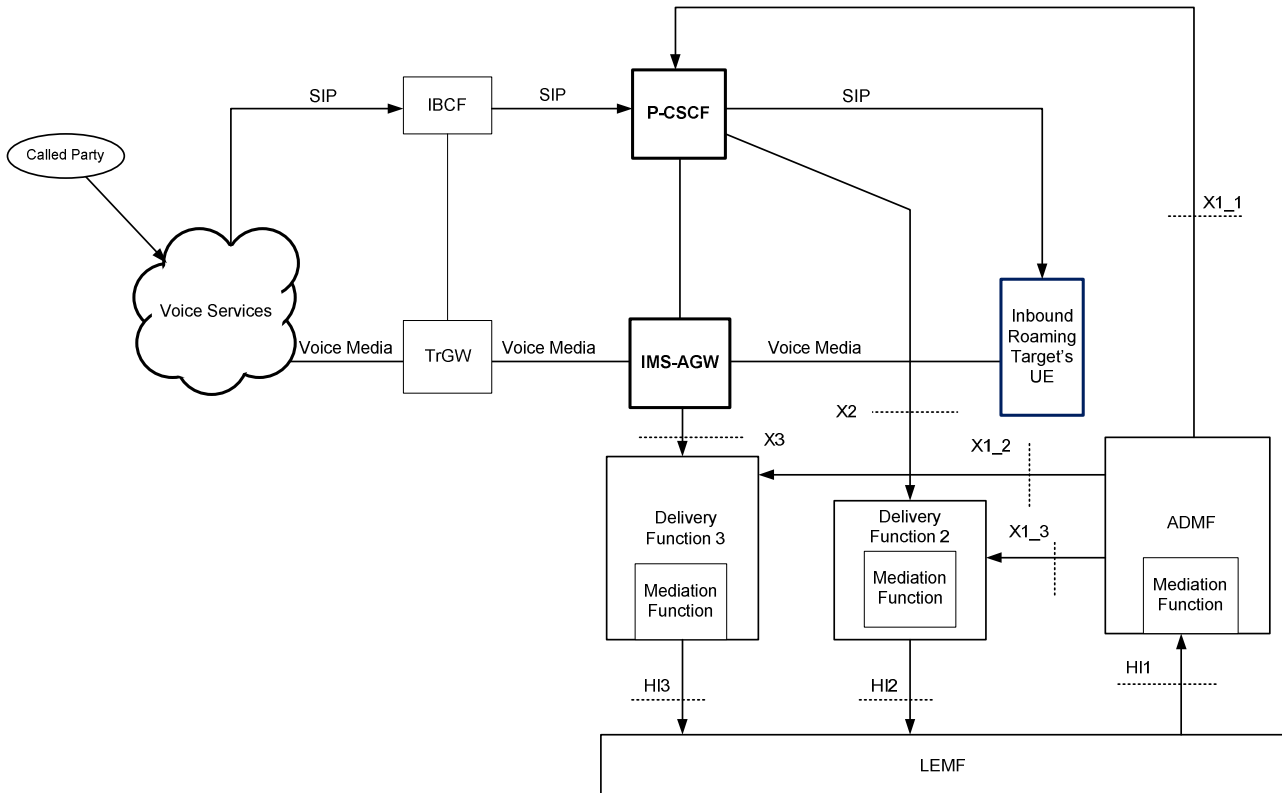 SIP
IBCF
SIP
P-CSCF
SIP
Called Party
X1_1
Voice Services
Inbound
Roaming
Target's
UE
Voice Media
TrGW
Voice Media
IMS-AGW
Voice Media
X2
X3
X1_2
Delivery
Function 3
Delivery
Function 2
X1_3
ADMF
Mediation
Function
Mediation
Function
Mediation
Function
HI3
HI2
HI1
LEMF